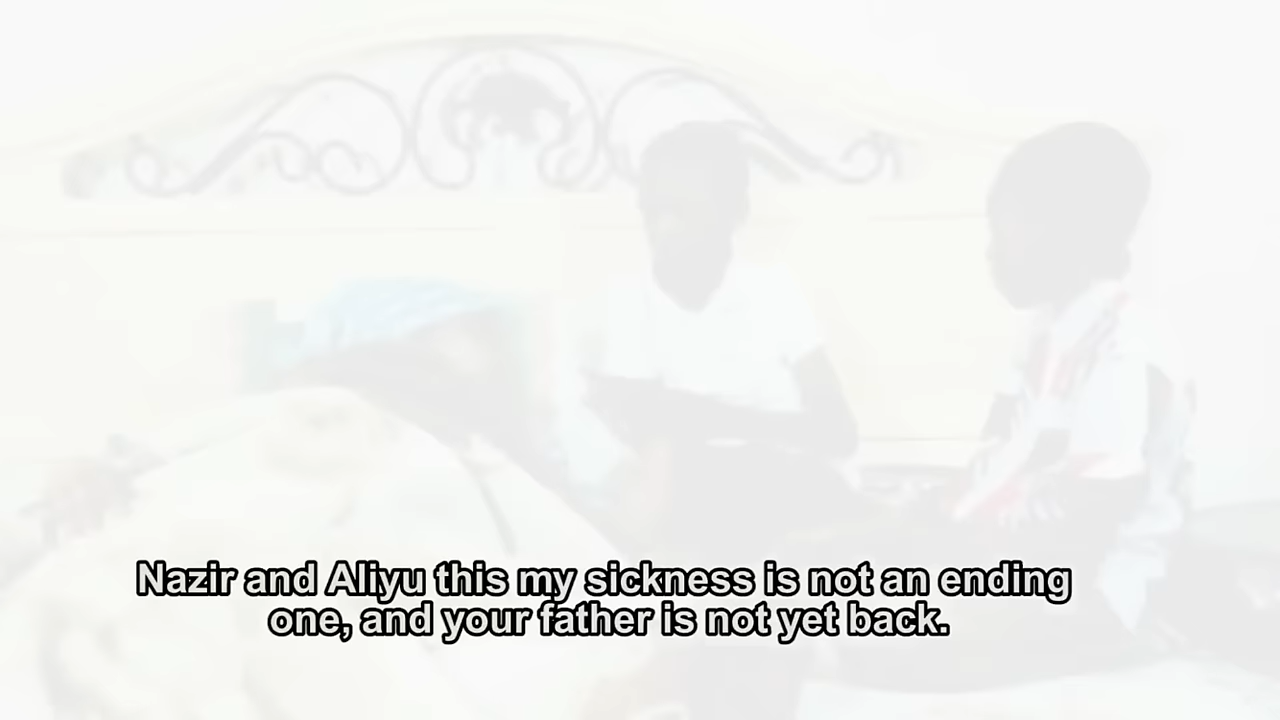 Nazir and Aliyu this my sickness is not an ending
one, and your father is not yet back.